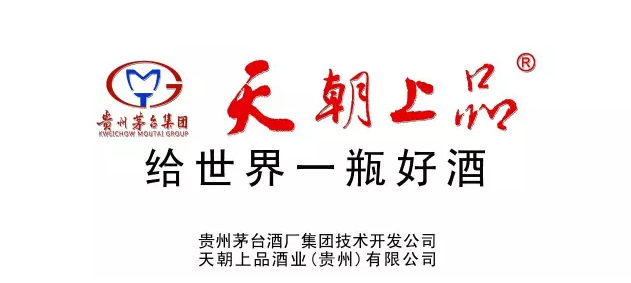 天朝上品®
贵州茅台集团
KWEICHOW MOUTAI GROUP
给世界一瓶好酒
贵州茅台酒厂集团技术开发公司
天朝上品酒业(贵州)有限公司